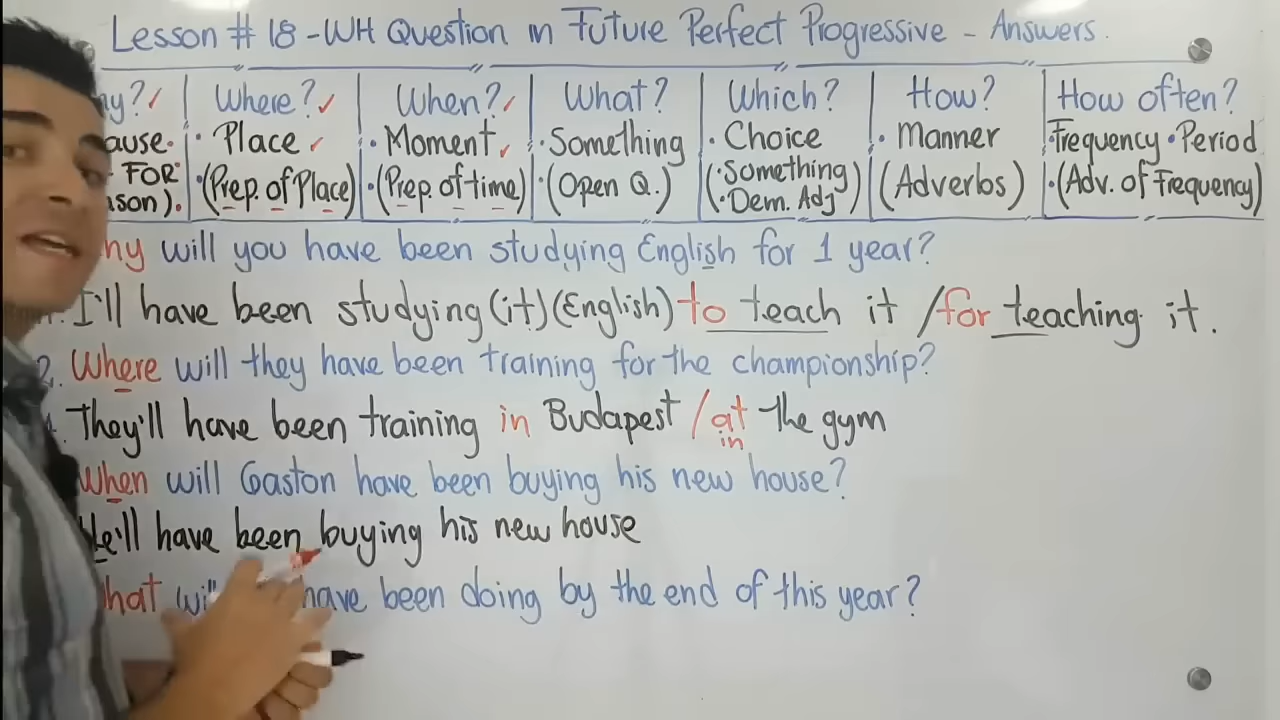 Lesson # 18 - WH Question in Future Perfect Progressive - Answers.
hy? ✓ Where? ✓ When? ✓ What? Which? How? How often?
ause • • Place ✓ • Moment ✓ • Something • Choice • Manner • Frequency • Period
FOR •(Prep. of Place) •(Prep. of time) •(Open Q.) (• Something (Adverbs) •(Adv. of Frequency)
ason). • Dem. Adj)
hy will you have been studying English for 1 year?
I'll have been studying (it) (English) to teach it / for teaching it.
2. Where will they have been training for the championship?
They'll have been training in Budapest / at the gym
in
When will Gaston have been buying his new house?
He'll have been buying his new house
hat wi have been doing by the end of this year?